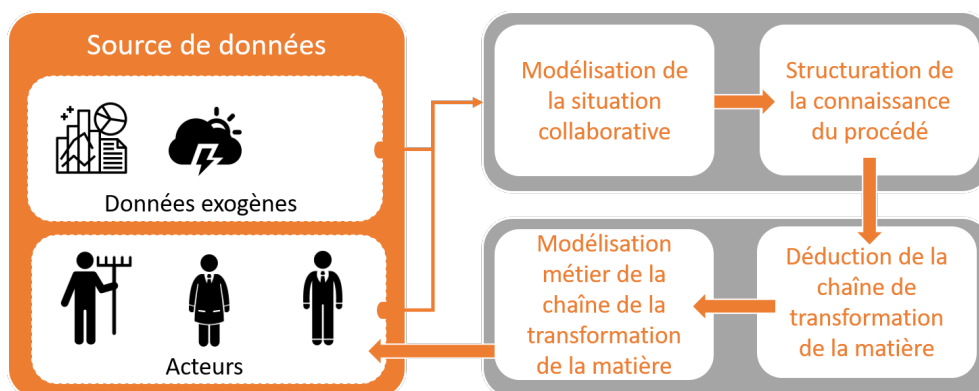 Source de données
Données exogènes
Acteurs
Modélisation de
la situation
collaborative
Structuration de
la connaissance
du procédé
Déduction de la
chaîne de
transformation
de la matière
Modélisation
métier de la
chaîne de la
transformation
de la matière